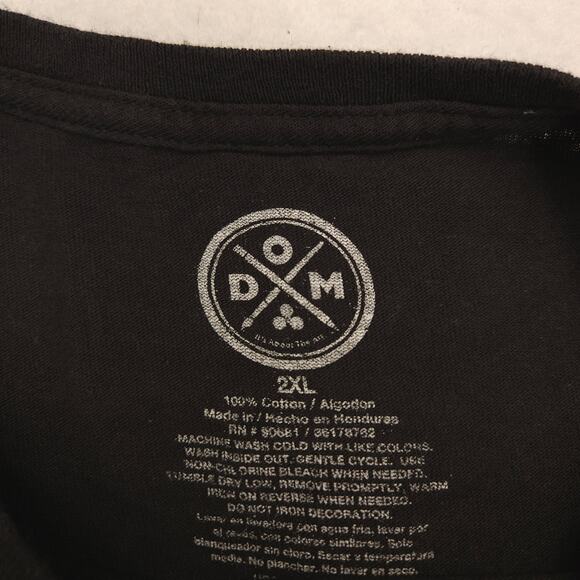 O
D M
It's About The Art
2XL
100% Cotton / Algodon
Made in / Hecho en Honduras
RN # 90681 / 36178762
MACHINE WASH COLD WITH LIKE COLORS.
WASH INSIDE OUT. GENTLE CYCLE. USE
NON-CHLORINE BLEACH WHEN NEEDED.
TUMBLE DRY LOW, REMOVE PROMPTLY, WARM
IRON ON REVERSE WHEN NEEDED.
DO NOT IRON DECORATION.
Lavar en lavadora con agua fria, lavar por
el revés, con colores similares. Solo
blanqueador sin cloro. Secar a temperatura
media. No planchar. No lavar en seco.